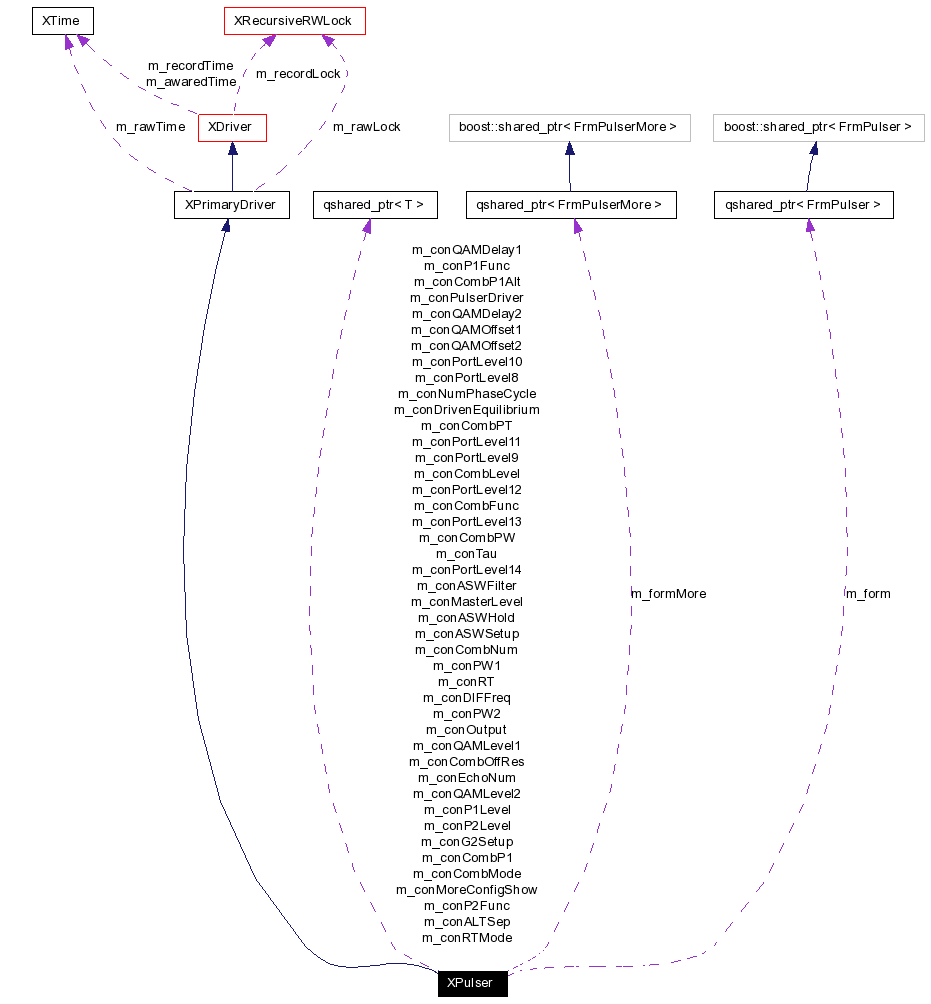 XTime
XRecursiveRWLock
m_recordTime
m_awaredTime
m_recordLock
m_rawTime
XDriver
m_rawLock
boost::shared_ptr< FrmPulserMore >
boost::shared_ptr< FrmPulser >
XPrimaryDriver
qshared_ptr< T >
qshared_ptr< FrmPulserMore >
qshared_ptr< FrmPulser >
m_conQAMDelay1
m_conP1Func
m_conCombP1Alt
m_conPulserDriver
m_conQAMDelay2
m_conQAMOffset1
m_conQAMOffset2
m_conPortLevel10
m_conPortLevel8
m_conNumPhaseCycle
m_conDrivenEquilibrium
m_conCombPT
m_conPortLevel11
m_conPortLevel9
m_conCombLevel
m_conPortLevel12
m_conCombFunc
m_conPortLevel13
m_conCombPW
m_conTau
m_conPortLevel14
m_conASWFilter
m_conMasterLevel
m_conASWHold
m_conASWSetup
m_conCombNum
m_conPW1
m_conRT
m_conDIFFreq
m_conPW2
m_conOutput
m_conQAMLevel1
m_conCombOffRes
m_conEchoNum
m_conQAMLevel2
m_conP1Level
m_conP2Level
m_conG2Setup
m_conCombP1
m_conCombMode
m_conMoreConfigShow
m_conP2Func
m_conALTSep
m_conRTMode
m_formMore
m_form
XPulser